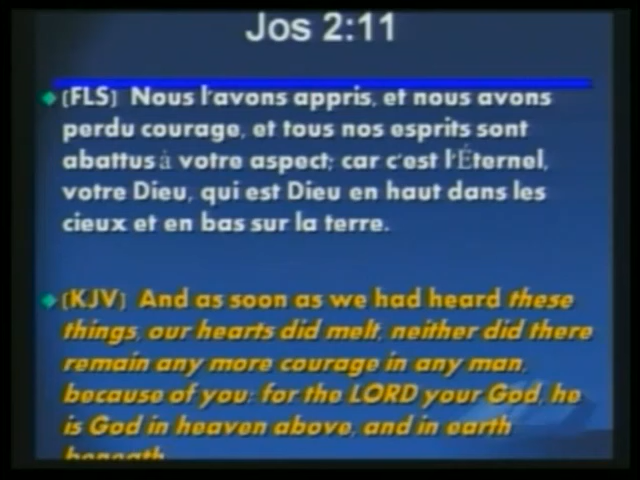 Jos 2:11
(FLS) Nous l'avons appris, et nous avons
perdu courage, et tous nos esprits sont
abattus à votre aspect; car c'est l'Éternel,
votre Dieu, qui est Dieu en haut dans les
cieux et en bas sur la terre.
(KJV) And as soon as we had heard these
things, our hearts did melt, neither did there
remain any more courage in any man,
because of you: for the LORD your God, he
is God in heaven above, and in earth
beneath.